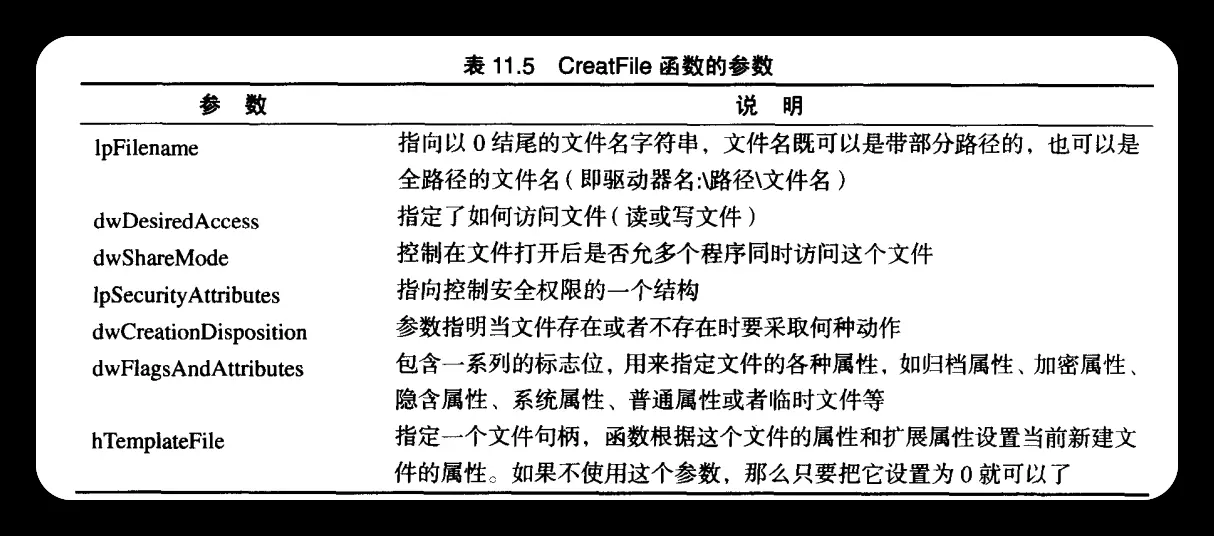 表 11.5 CreatFile 函数的参数
参 数 说 明
lpFilename 指向以 0 结尾的文件名字符串，文件名既可以是带部分路径的，也可以是
全路径的文件名（即驱动器名:\路径\文件名）
dwDesiredAccess 指定了如何访问文件（读或写文件）
dwShareMode 控制在文件打开后是否允多个程序同时访问这个文件
lpSecurityAttributes 指向控制安全权限的一个结构
dwCreationDisposition 参数指明当文件存在或者不存在时要采取何种动作
dwFlagsAndAttributes 包含一系列的标志位，用来指定文件的各种属性，如归档属性、加密属性、
隐含属性、系统属性、普通属性或者临时文件等
hTemplateFile 指定一个文件句柄，函数根据这个文件的属性和扩展属性设置当前新建文
件的属性。如果不使用这个参数，那么只要把它设置为 0 就可以了